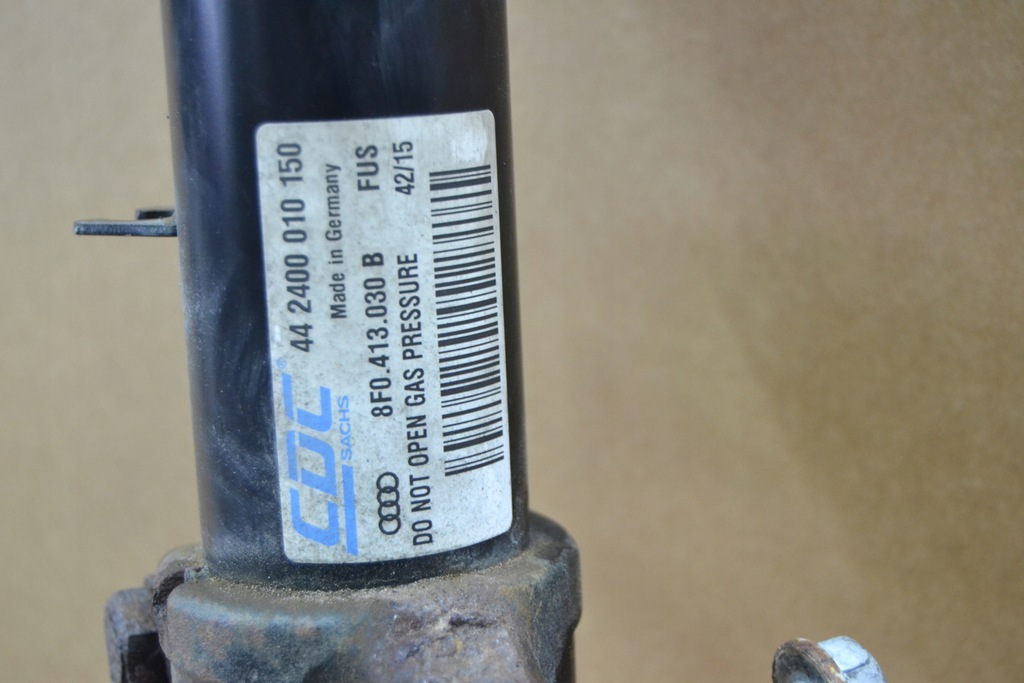 CDC® 44 2400 010 150
SACHS Made in Germany
8F0.413.030 B FUS
DO NOT OPEN GAS PRESSURE 42/15